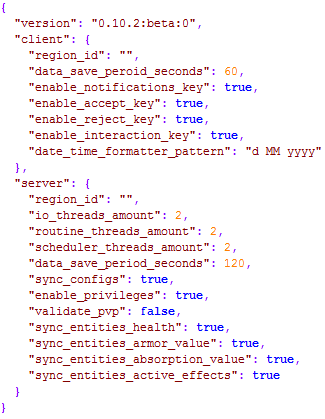 {
  "version": "0.10.2:beta:0",
  "client": {
    "region_id": "",
    "data_save_peroid_seconds": 60,
    "enable_notifications_key": true,
    "enable_accept_key": true,
    "enable_reject_key": true,
    "enable_interaction_key": true,
    "date_time_formatter_pattern": "d MM yyyy"
  },
  "server": {
    "region_id": "",
    "io_threads_amount": 2,
    "routine_threads_amount": 2,
    "scheduler_threads_amount": 2,
    "data_save_period_seconds": 120,
    "sync_configs": true,
    "enable_privileges": true,
    "validate_pvp": false,
    "sync_entities_health": true,
    "sync_entities_armor_value": true,
    "sync_entities_absorption_value": true,
    "sync_entities_active_effects": true
  }
}